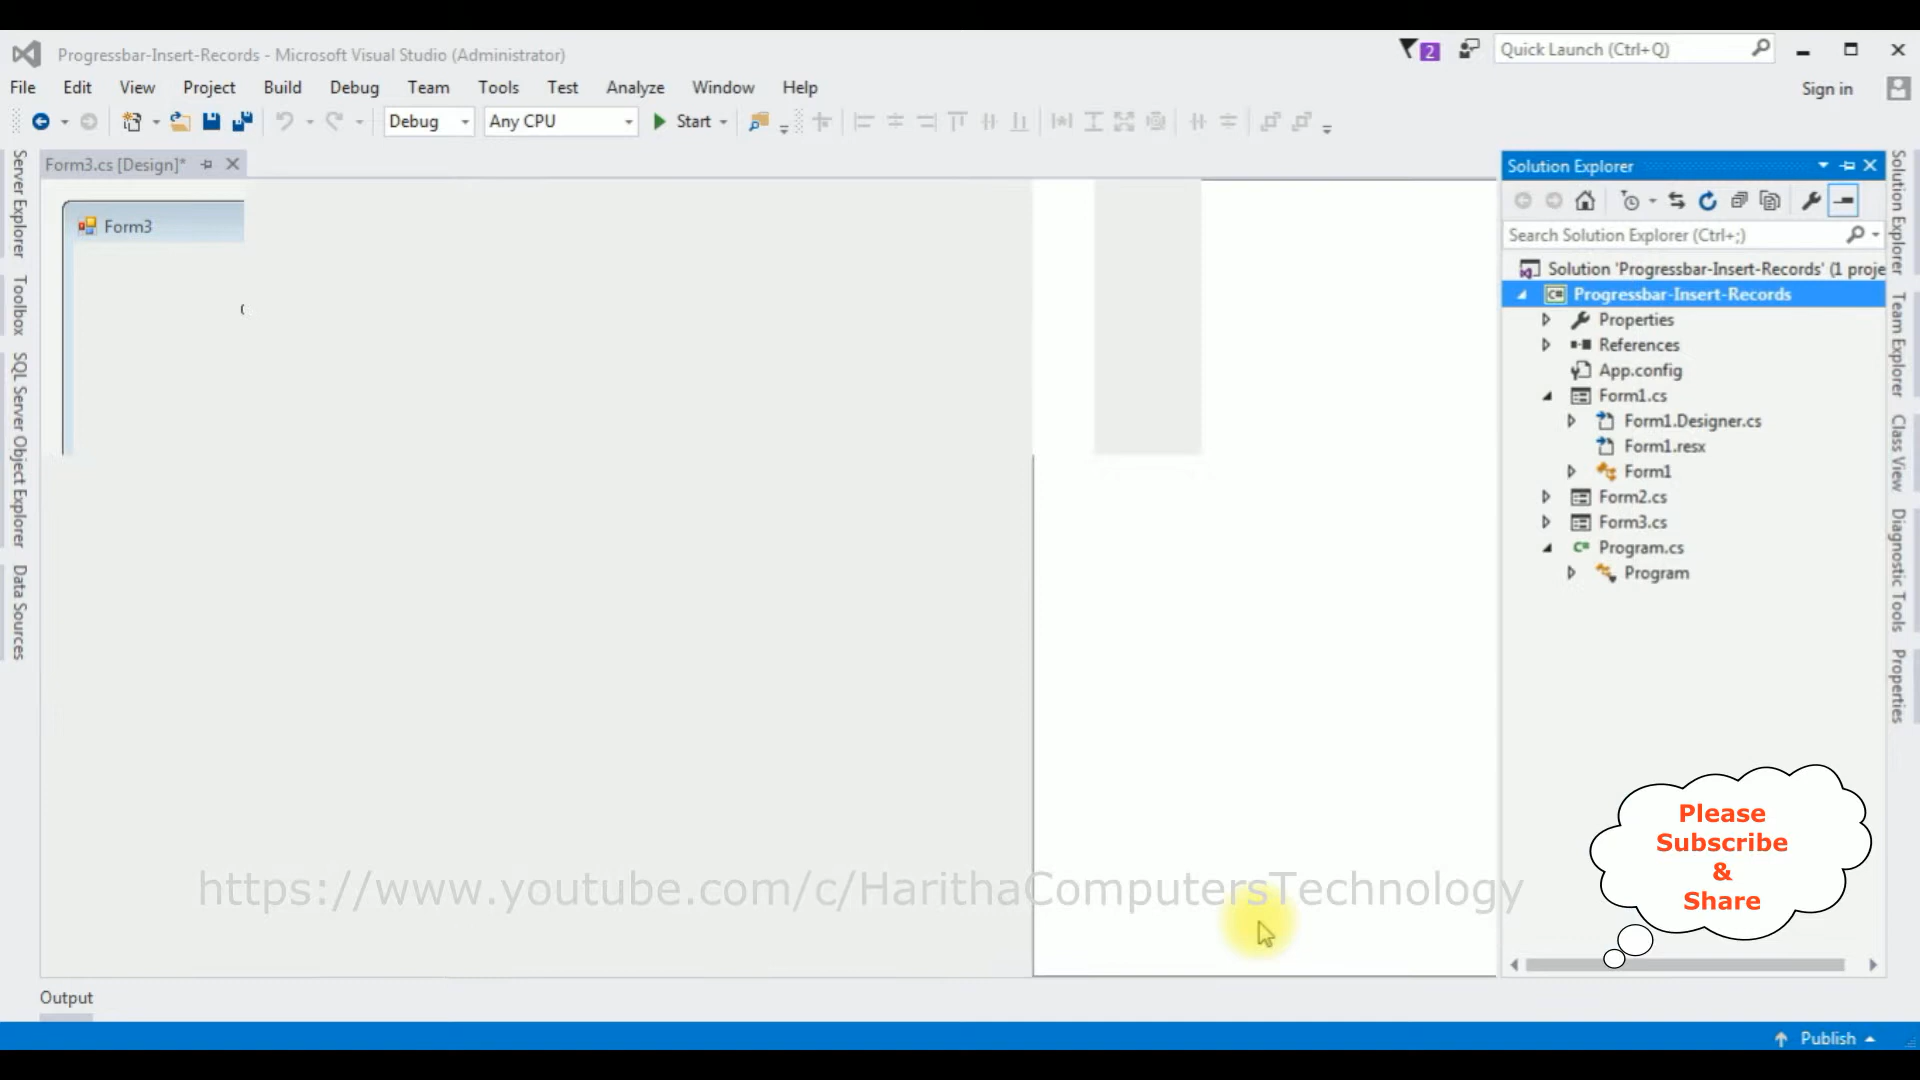 Progressbar-Insert-Records - Microsoft Visual Studio (Administrator)
2
Quick Launch (Ctrl+Q)
File Edit View Project Build Debug Team Tools Test Analyze Window Help
Sign in
Debug
Any CPU
Start
Form3.cs [Design]*
Form3
Server Explorer
Toolbox
SQL Server Object Explorer
Data Sources
Solution Explorer
Search Solution Explorer (Ctrl+;)
Solution 'Progressbar-Insert-Records' (1 proje
Progressbar-Insert-Records
Properties
References
App.config
Form1.cs
Form1.Designer.cs
Form1.resx
Form1
Form2.cs
Form3.cs
Program.cs
Program
Solution Explorer
Team Explorer
Class View
Diagnostic Tools
Properties
Please
Subscribe
&
Share
https://www.youtube.com/c/HarithaComputersTechnology
Output
Publish